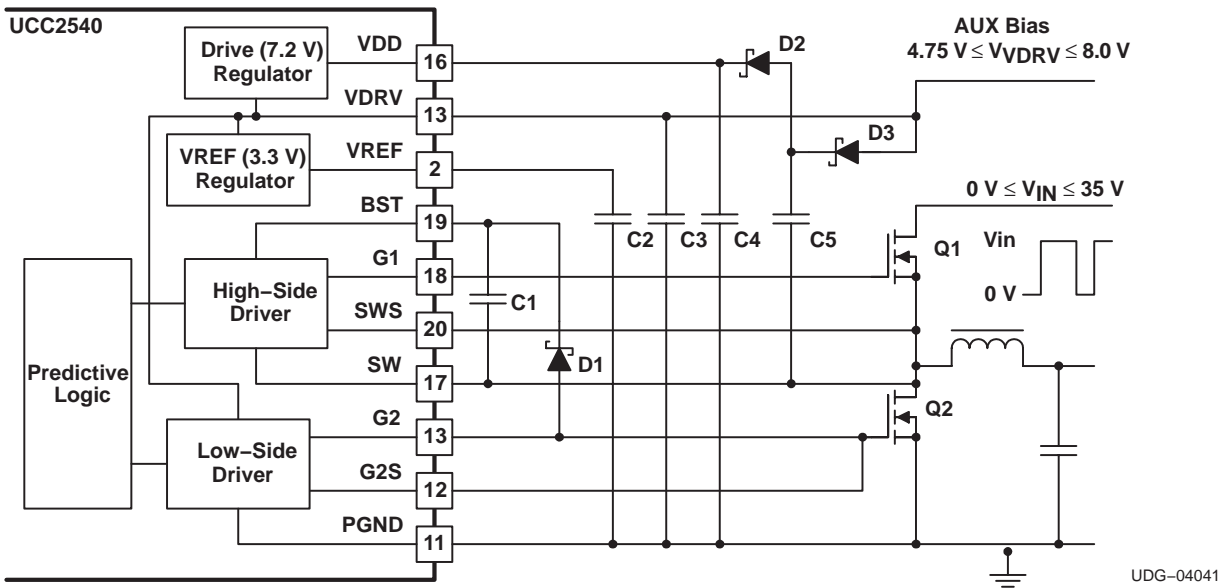 UCC2540
Drive (7.2 V)
Regulator
VREF (3.3 V)
Regulator
Predictive
Logic
High−Side
Driver
Low−Side
Driver
VDD
16
VDRV
13
VREF
2
BST
19
G1
18
SWS
20
SW
17
G2
13
G2S
12
PGND
11
C1
D1
C2
C3
C4
C5
D2
D3
AUX Bias
4.75 V ≤ VVDRV ≤ 8.0 V
0 V ≤ VIN ≤ 35 V
Q1
Vin
0 V
Q2
UDG−04041